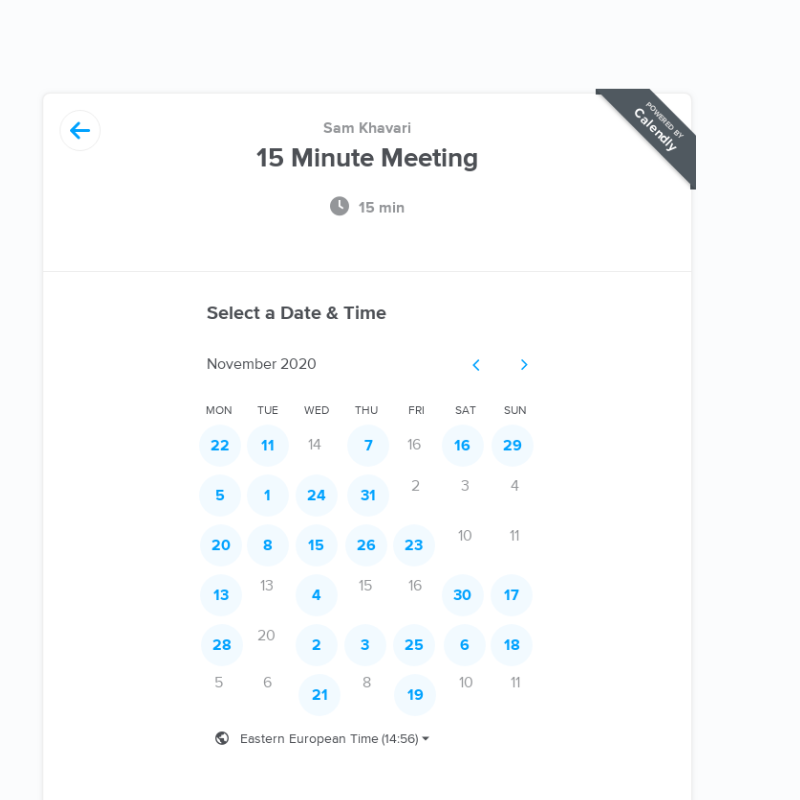 POWERED BY
Calendly
Sam Khavari
15 Minute Meeting
15 min
Select a Date & Time
November 2020
MON TUE WED THU FRI SAT SUN
22 11 14 7 16 16 29
5 1 24 31 2 3 4
20 8 15 26 23 10 11
13 13 4 15 16 30 17
28 20 2 3 25 6 18
5 6 21 8 19 10 11
Eastern European Time (14:56)